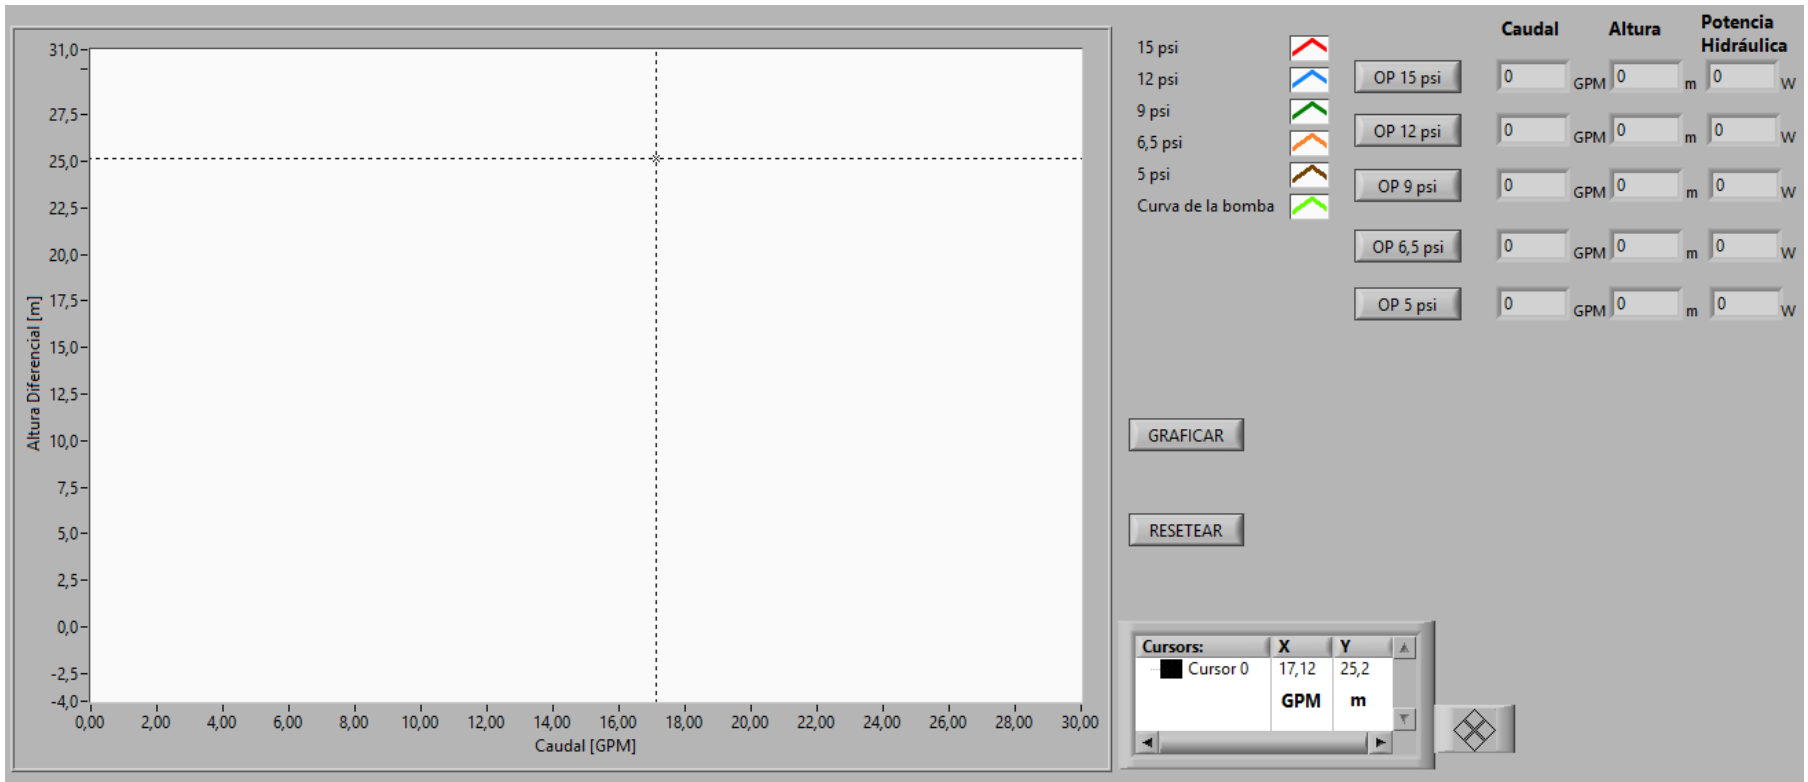 31,0
27,5
25,0
22,5
20,0
17,5
15,0
12,5
10,0
7,5
5,0
2,5
0,0
-2,5
-4,0
Altura Diferencial [m]
0,00 2,00 4,00 6,00 8,00 10,00 12,00 14,00 16,00 18,00 20,00 22,00 24,00 26,00 28,00 30,00
Caudal [GPM]
15 psi
12 psi
9 psi
6,5 psi
5 psi
Curva de la bomba
Caudal Altura Potencia Hidráulica
OP 15 psi 0 GPM 0 m 0 W
OP 12 psi 0 GPM 0 m 0 W
OP 9 psi 0 GPM 0 m 0 W
OP 6,5 psi 0 GPM 0 m 0 W
OP 5 psi 0 GPM 0 m 0 W
GRAFICAR
RESETEAR
Cursors: X Y
Cursor 0 17,12 25,2
GPM m